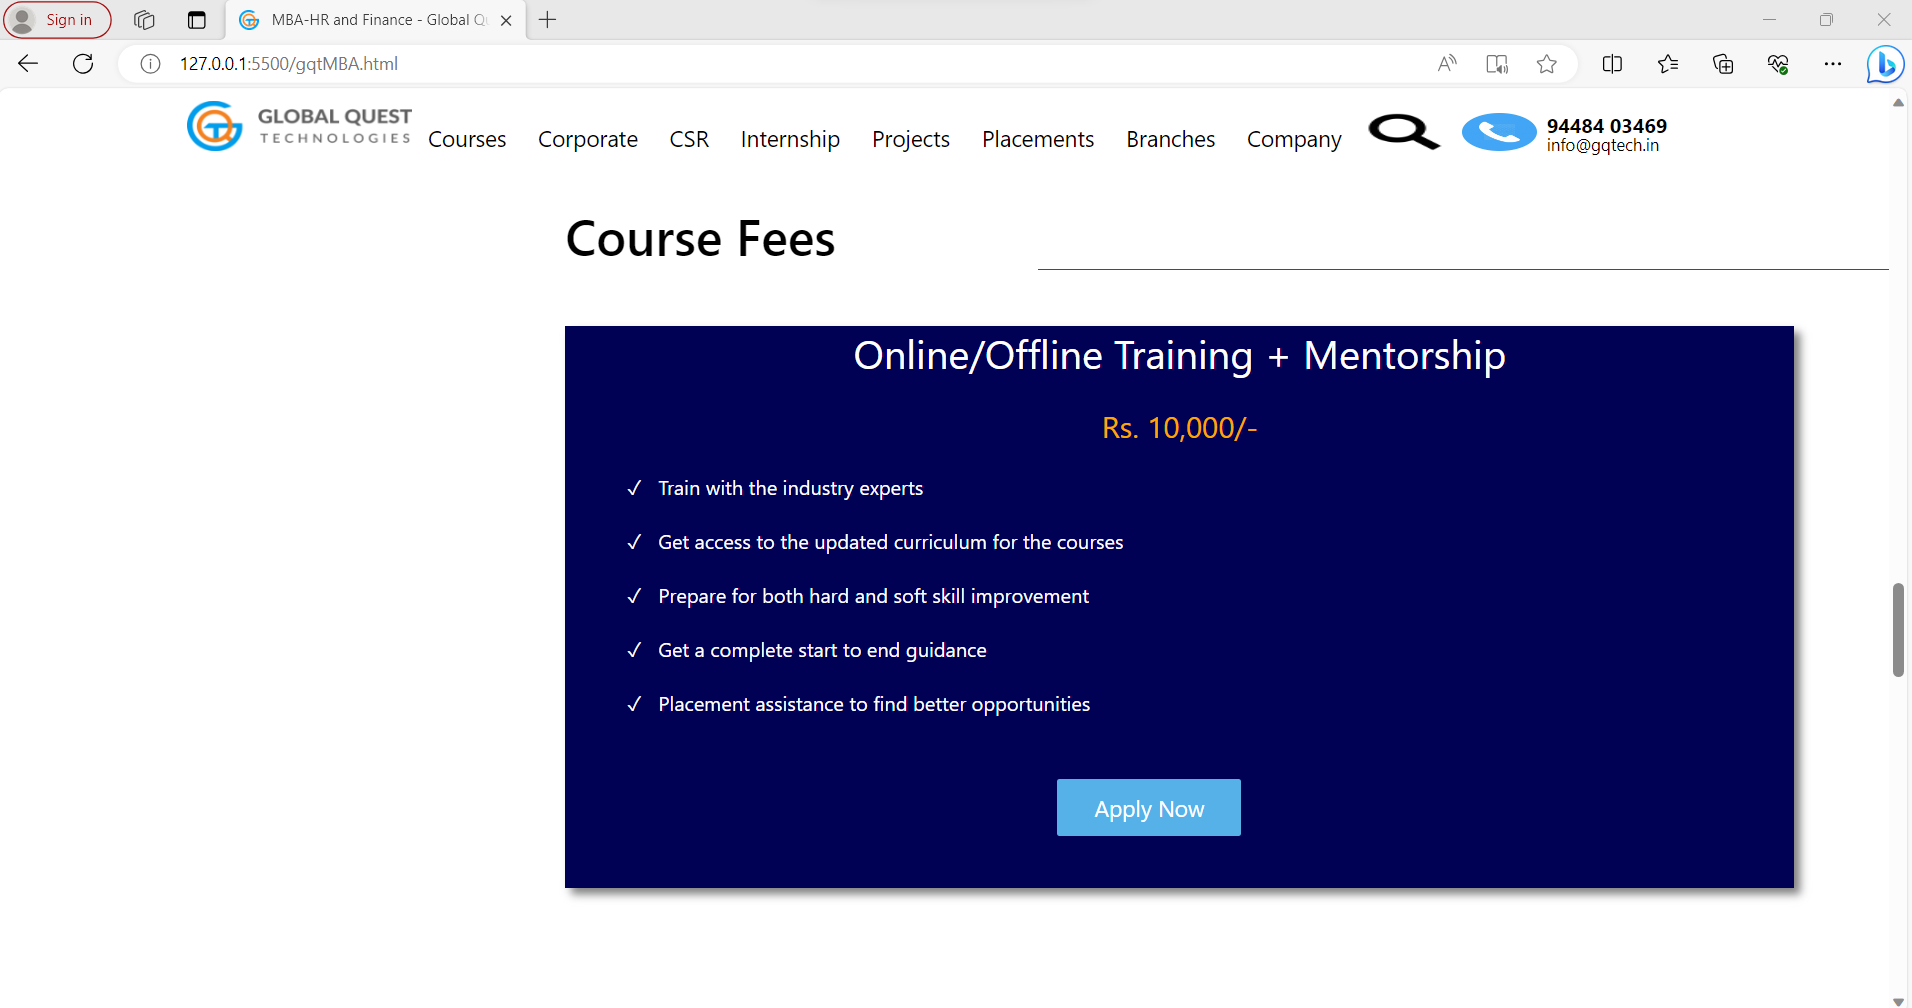 Sign in
MBA-HR and Finance - Global Qu
127.0.0.1:5500/gqtMBA.html
GLOBAL QUEST
TECHNOLOGIES
Courses Corporate CSR Internship Projects Placements Branches Company
94484 03469
info@gqtech.in
Course Fees
Online/Offline Training + Mentorship
Rs. 10,000/-
✓ Train with the industry experts
✓ Get access to the updated curriculum for the courses
✓ Prepare for both hard and soft skill improvement
✓ Get a complete start to end guidance
✓ Placement assistance to find better opportunities
Apply Now